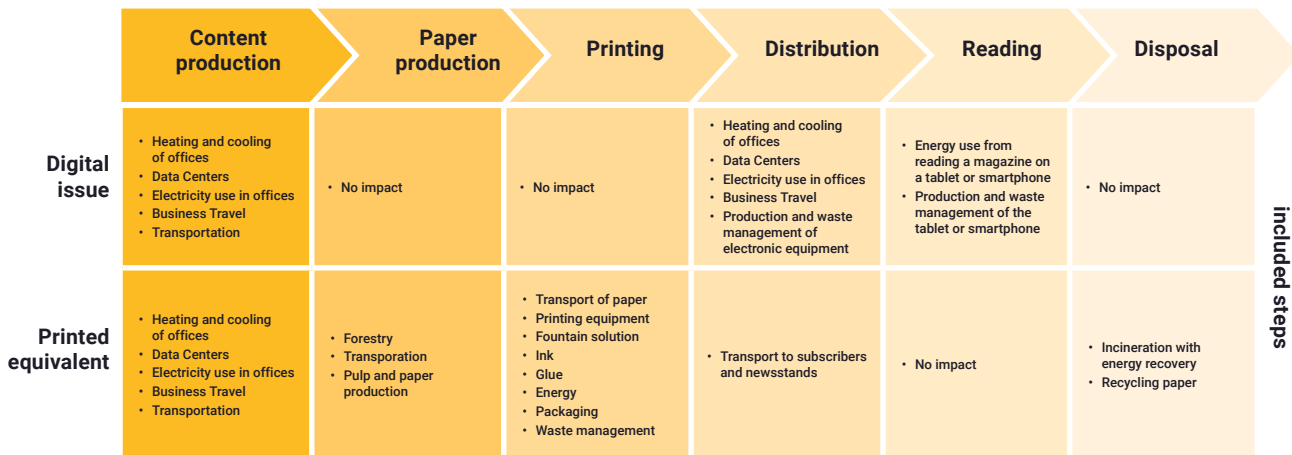 Content
production
Paper
production
Printing
Distribution
Reading
Disposal
Digital
issue
• Heating and cooling
of offices
• Data Centers
• Electricity use in offices
• Business Travel
• Transportation
• No impact
• No impact
• Heating and cooling
of offices
• Data Centers
• Electricity use in offices
• Business Travel
• Production and waste
management of
electronic equipment
• Energy use from
reading a magazine on
a tablet or smartphone
• Production and waste
management of the
tablet or smartphone
• No impact
Printed
equivalent
• Heating and cooling
of offices
• Data Centers
• Electricity use in offices
• Business Travel
• Transportation
• Forestry
• Transporation
• Pulp and paper
production
• Transport of paper
• Printing equipment
• Fountain solution
• Ink
• Glue
• Energy
• Packaging
• Waste management
• Transport to subscribers
and newsstands
• No impact
• Incineration with
energy recovery
• Recycling paper
included steps